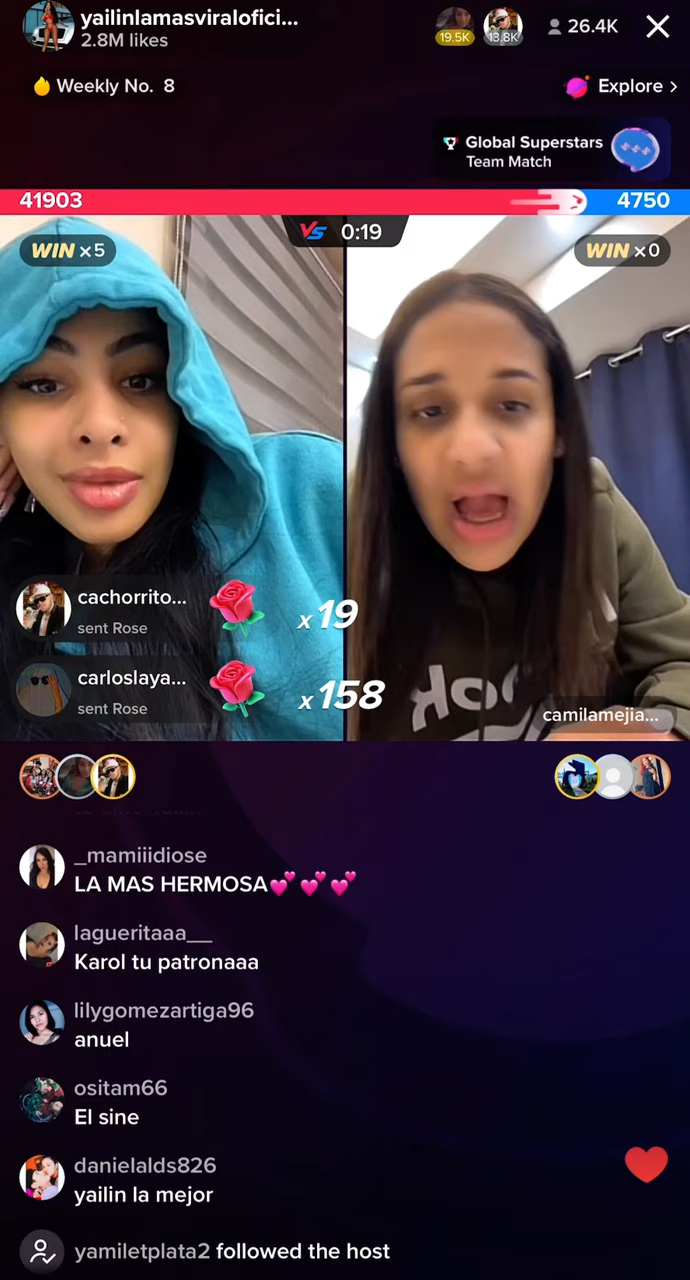 yailinlamasviralofici...
2.8M likes
19.5K
13.8K
26.4K
Weekly No. 8
Explore >
Global Superstars
Team Match
41903
4750
VS 0:19
WIN x5
WIN x0
cachorrito...
sent Rose
x19
carloslaya...
sent Rose
x158
camilamejia...
_mamiiidiose
LA MAS HERMOSA💕💕💕
lagueritaaa__
Karol tu patronaaa
lilygomezartiga96
anuel
ositam66
El sine
danielalds826
yailin la mejor
yamiletplata2 followed the host